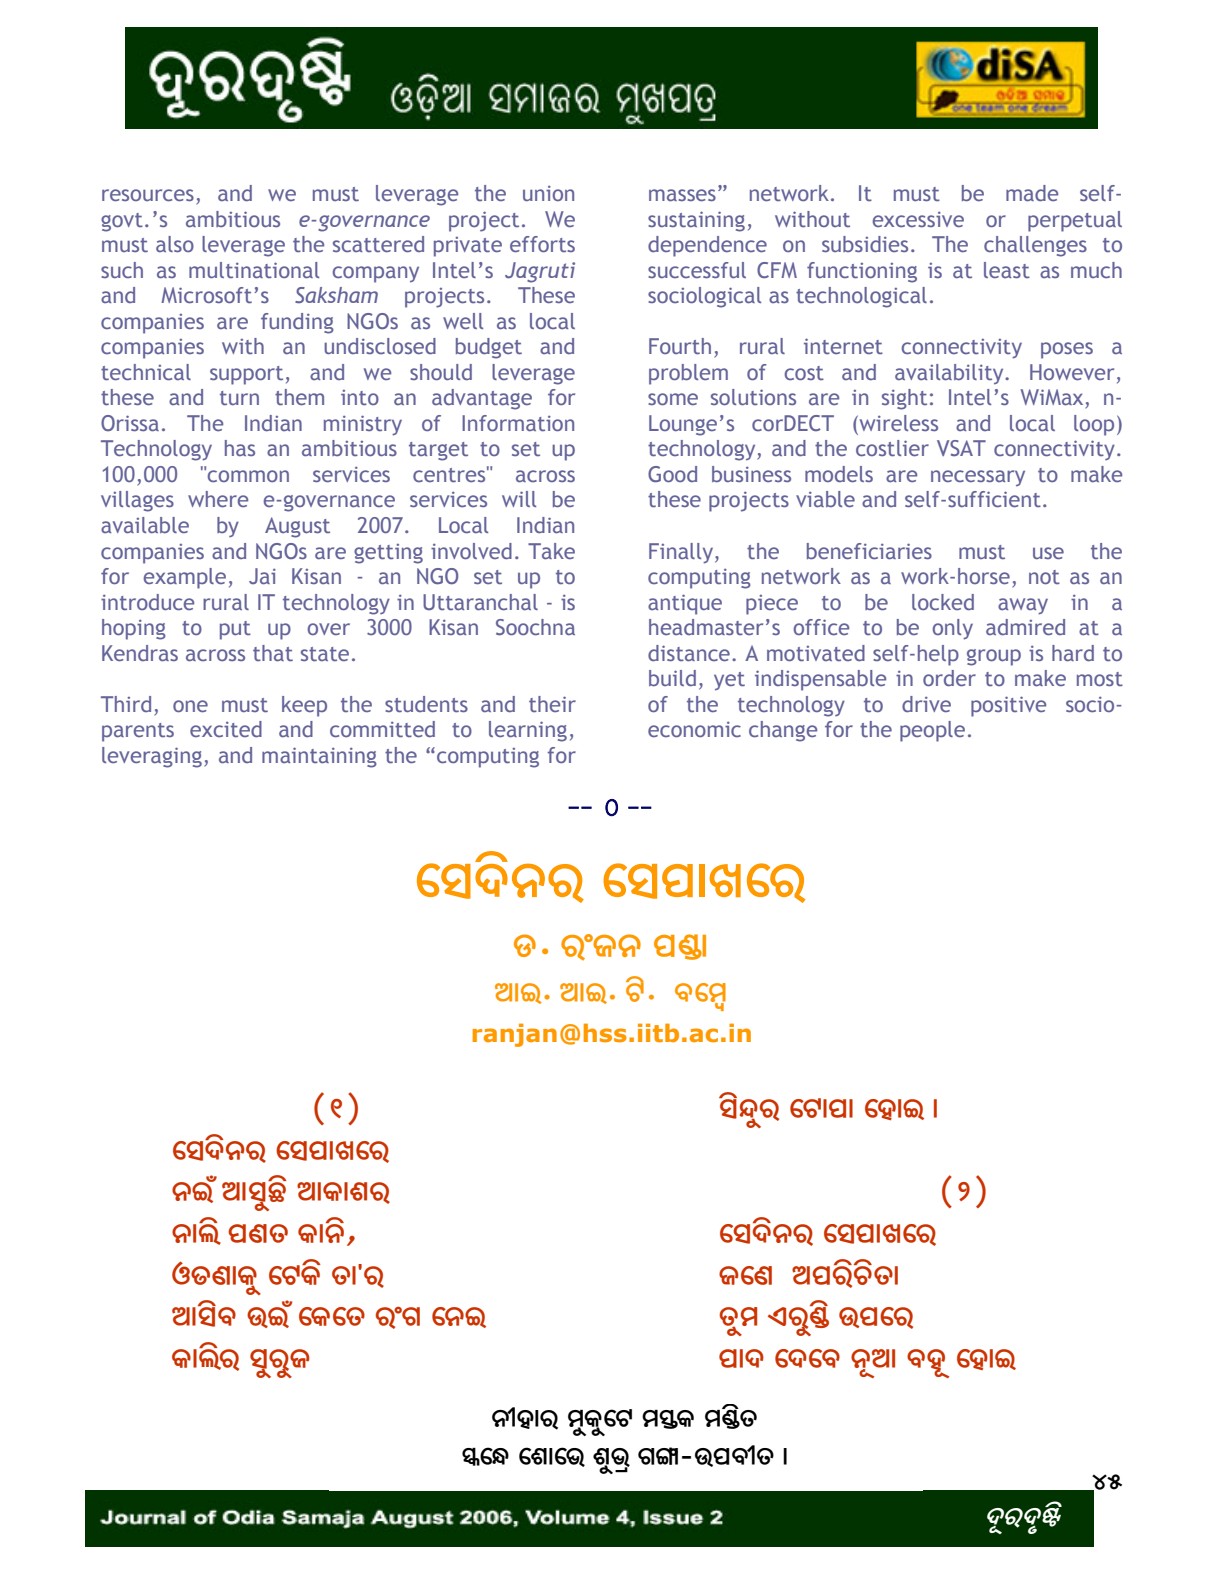 ଦୂରଦୃଷ୍ଟି ଓଡ଼ିଆ ସମାଜର ମୁଖପତ୍ର
OdiSA
ଓଡିଆ ସମାଜ
one team one dream
resources, and we must leverage the union
govt.’s ambitious e-governance project. We
must also leverage the scattered private efforts
such as multinational company Intel’s Jagruti
and Microsoft’s Saksham projects. These
companies are funding NGOs as well as local
companies with an undisclosed budget and
technical support, and we should leverage
these and turn them into an advantage for
Orissa. The Indian ministry of Information
Technology has an ambitious target to set up
100,000 "common services centres" across
villages where e-governance services will be
available by August 2007. Local Indian
companies and NGOs are getting involved. Take
for example, Jai Kisan - an NGO set up to
introduce rural IT technology in Uttaranchal - is
hoping to put up over 3000 Kisan Soochna
Kendras across that state.
Third, one must keep the students and their
parents excited and committed to learning,
leveraging, and maintaining the “computing for
masses” network. It must be made self-
sustaining, without excessive or perpetual
dependence on subsidies. The challenges to
successful CFM functioning is at least as much
sociological as technological.
Fourth, rural internet connectivity poses a
problem of cost and availability. However,
some solutions are in sight: Intel’s WiMax, n-
Lounge’s corDECT (wireless and local loop)
technology, and the costlier VSAT connectivity.
Good business models are necessary to make
these projects viable and self-sufficient.
Finally, the beneficiaries must use the
computing network as a work-horse, not as an
antique piece to be locked away in a
headmaster’s office to be only admired at a
distance. A motivated self-help group is hard to
build, yet indispensable in order to make most
of the technology to drive positive socio-
economic change for the people.
-- ୦ --
ସେଦିନର ସେପାଖରେ
ଡ. ରଂଜନ ପଣ୍ଡା
ଆଇ. ଆଇ. ଟି. ବମ୍ବେ
ranjan@hss.iitb.ac.in
(୧)
ସେଦିନର ସେପାଖରେ
ନଇଁ ଆସୁଛି ଆକାଶର
ନାଲି ପଣତ କାନି,
ଓଢଣାକୁ ଟେକି ତା'ର
ଆସିବ ଉଇଁ କେତେ ରଂଗ ନେଇ
କାଲିର ସୁରୁଜ
ସିନ୍ଦୁର ଟୋପା ହୋଇ ।
(୨)
ସେଦିନର ସେପାଖରେ
ଜଣେ ଅପରିଚିତା
ତୁମ ଏରୁଣ୍ଡି ଉପରେ
ପାଦ ଦେବେ ନୂଆ ବହୂ ହୋଇ
ନୀହାର ମୁକୁଟେ ମସ୍ତକ ମଣ୍ଡିତ
ସ୍କନ୍ଧେ ଶୋଭେ ଶୁଭ୍ର ଗଙ୍ଗା-ଉପବୀତ ।
୪୫
Journal of Odia Samaja August 2006, Volume 4, Issue 2 ଦୂରଦୃଷ୍ଟି